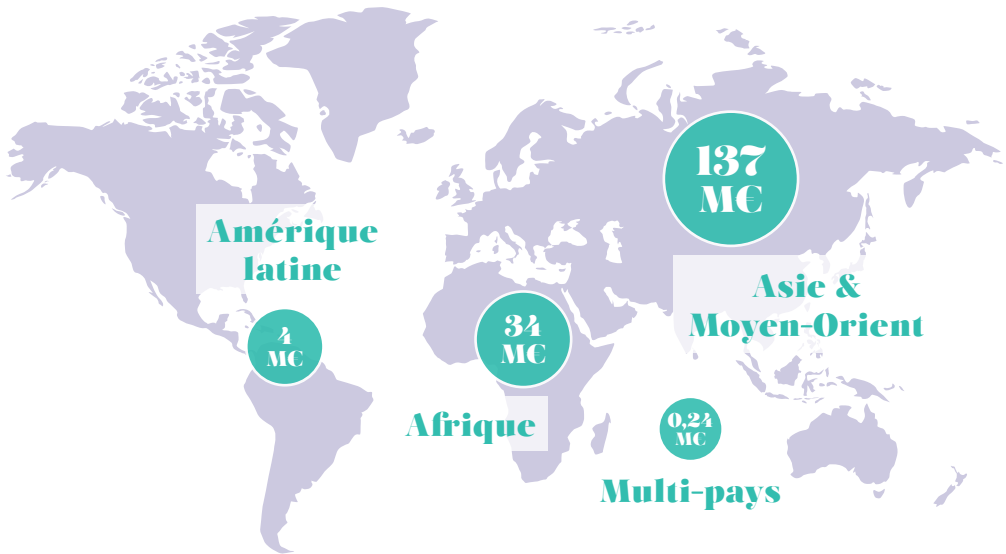 137
M€
Amérique
latine
Asie &
Moyen-Orient
4
M€
34
M€
Afrique
0,24
M€
Multi-pays